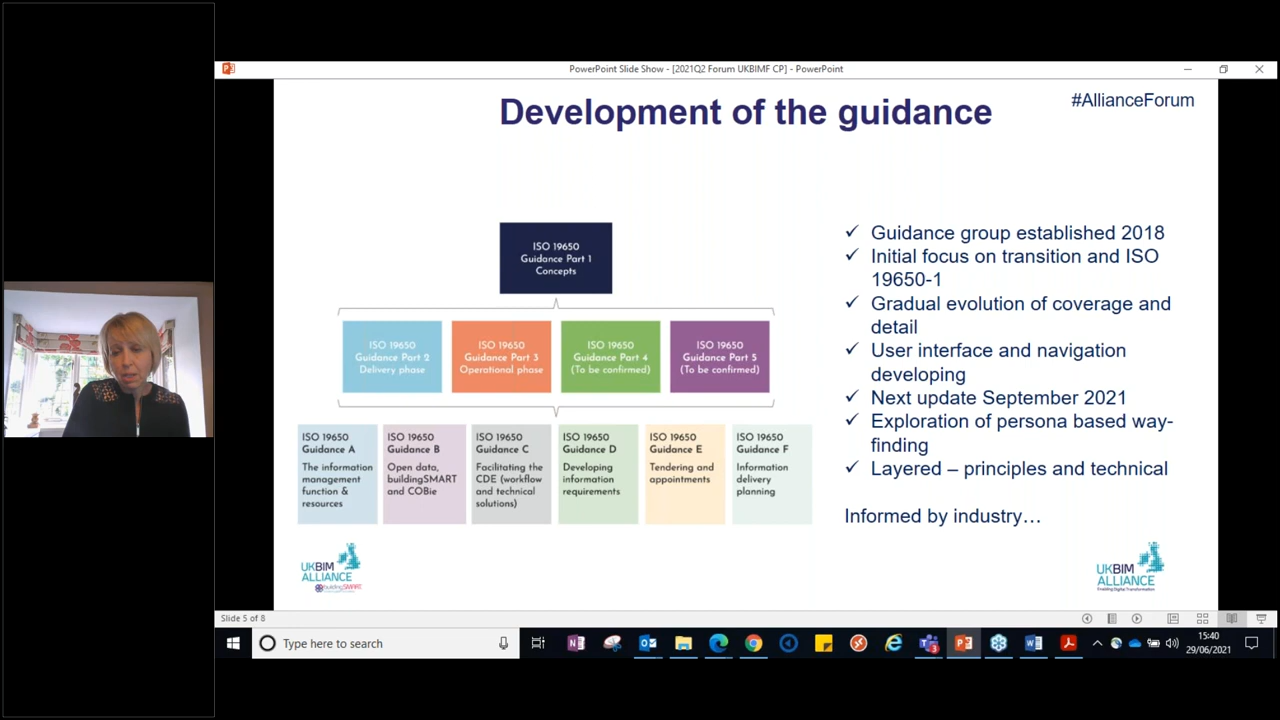 PowerPoint Slide Show - [2021Q2 Forum UKBIMF CP] - PowerPoint
Development of the guidance
#AllianceForum
ISO 19650
Guidance Part 1
Concepts
ISO 19650
Guidance Part 2
Delivery phase
ISO 19650
Guidance Part 3
Operational phase
ISO 19650
Guidance Part 4
(To be confirmed)
ISO 19650
Guidance Part 5
(To be confirmed)
ISO 19650
Guidance A
The information
management
function &
resources
ISO 19650
Guidance B
Open data,
buildingSMART
and COBie
ISO 19650
Guidance C
Facilitating the
CDE (workflow
and technical
solutions)
ISO 19650
Guidance D
Developing
information
requirements
ISO 19650
Guidance E
Tendering and
appointments
ISO 19650
Guidance F
Information
delivery
planning
✓ Guidance group established 2018
✓ Initial focus on transition and ISO
19650-1
✓ Gradual evolution of coverage and
detail
✓ User interface and navigation
developing
✓ Next update September 2021
✓ Exploration of persona based way-
finding
✓ Layered – principles and technical
Informed by industry…
UKBIM
ALLIANCE
buildingSMART
UKBIM
ALLIANCE
Enabling Digital Transformation
Slide 5 of 8
Type here to search
15:40
29/06/2021